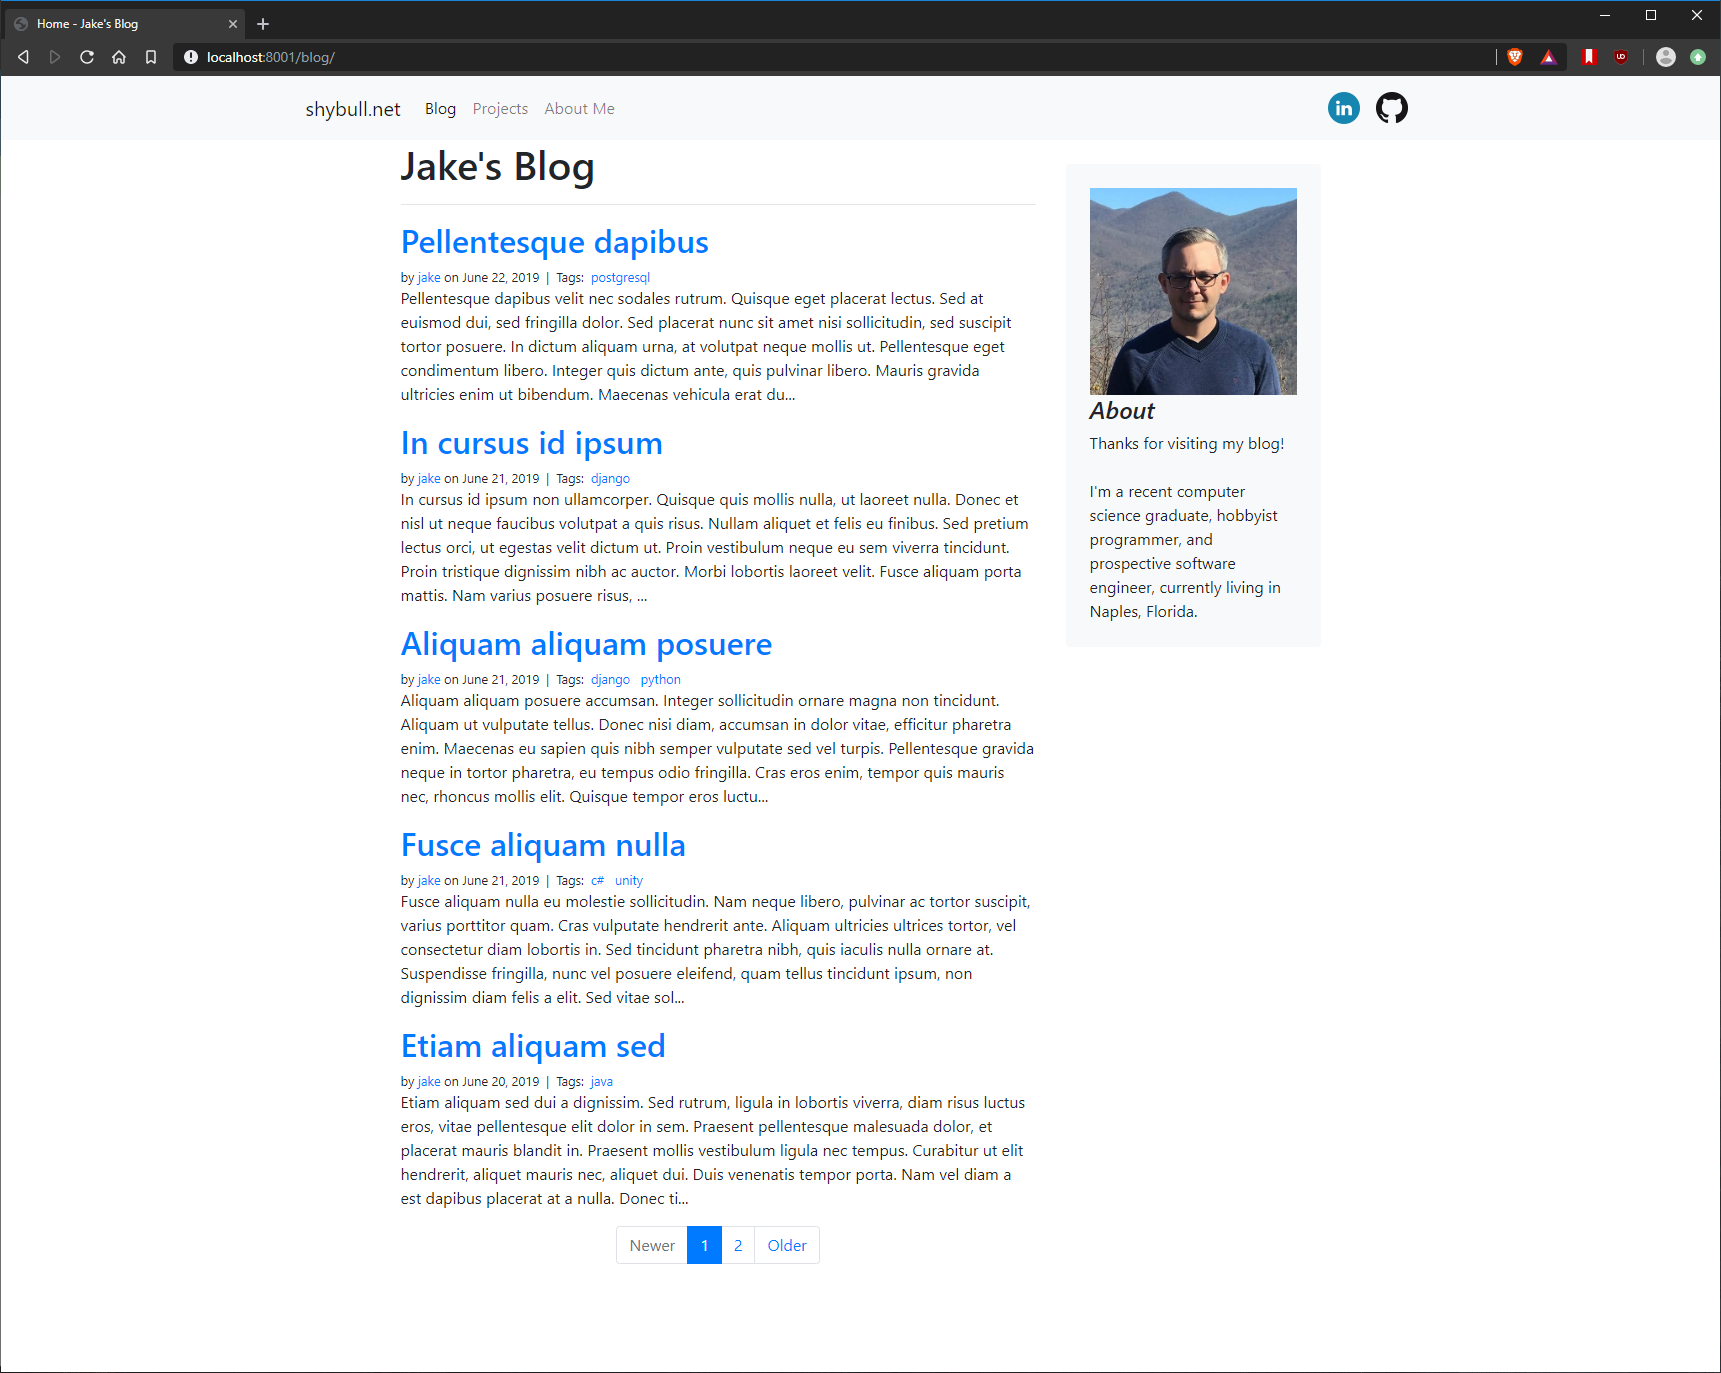 Home - Jake's Blog
localhost:8001/blog/
shybull.net Blog Projects About Me
in
Jake's Blog
Pellentesque dapibus
by jake on June 22, 2019 | Tags: postgresql
Pellentesque dapibus velit nec sodales rutrum. Quisque eget placerat lectus. Sed at
euismod dui, sed fringilla dolor. Sed placerat nunc sit amet nisi sollicitudin, sed suscipit
tortor posuere. In dictum aliquam urna, at volutpat neque mollis ut. Pellentesque eget
condimentum libero. Integer quis dictum ante, quis pulvinar libero. Mauris gravida
ultricies enim ut bibendum. Maecenas vehicula erat du...
In cursus id ipsum
by jake on June 21, 2019 | Tags: django
In cursus id ipsum non ullamcorper. Quisque quis mollis nulla, ut laoreet nulla. Donec et
nisl ut neque faucibus volutpat a quis risus. Nullam aliquet et felis eu finibus. Sed pretium
lectus orci, ut egestas velit dictum ut. Proin vestibulum neque eu sem viverra tincidunt.
Proin tristique dignissim nibh ac auctor. Morbi lobortis laoreet velit. Fusce aliquam porta
mattis. Nam varius posuere risus, ...
Aliquam aliquam posuere
by jake on June 21, 2019 | Tags: django python
Aliquam aliquam posuere accumsan. Integer sollicitudin ornare magna non tincidunt.
Aliquam ut vulputate tellus. Donec nisi diam, accumsan in dolor vitae, efficitur pharetra
enim. Maecenas eu sapien quis nibh semper vulputate sed vel turpis. Pellentesque gravida
neque in tortor pharetra, eu tempus odio fringilla. Cras eros enim, tempor quis mauris
nec, rhoncus mollis elit. Quisque tempor eros luctu...
Fusce aliquam nulla
by jake on June 21, 2019 | Tags: c# unity
Fusce aliquam nulla eu molestie sollicitudin. Nam neque libero, pulvinar ac tortor suscipit,
varius porttitor quam. Cras vulputate hendrerit ante. Aliquam ultricies ultrices tortor, vel
consectetur diam lobortis in. Sed tincidunt pharetra nibh, quis iaculis nulla ornare at.
Suspendisse fringilla, nunc vel posuere eleifend, quam tellus tincidunt ipsum, non
dignissim diam felis a elit. Sed vitae sol...
Etiam aliquam sed
by jake on June 20, 2019 | Tags: java
Etiam aliquam sed dui a dignissim. Sed rutrum, ligula in lobortis viverra, diam risus luctus
eros, vitae pellentesque elit dolor in sem. Praesent pellentesque malesuada dolor, et
placerat mauris blandit in. Praesent mollis vestibulum ligula nec tempus. Curabitur ut elit
hendrerit, aliquet mauris nec, aliquet dui. Duis venenatis tempor porta. Nam vel diam a
est dapibus placerat at a nulla. Donec ti...
Newer 1 2 Older
About
Thanks for visiting my blog!
I'm a recent computer
science graduate, hobbyist
programmer, and
prospective software
engineer, currently living in
Naples, Florida.